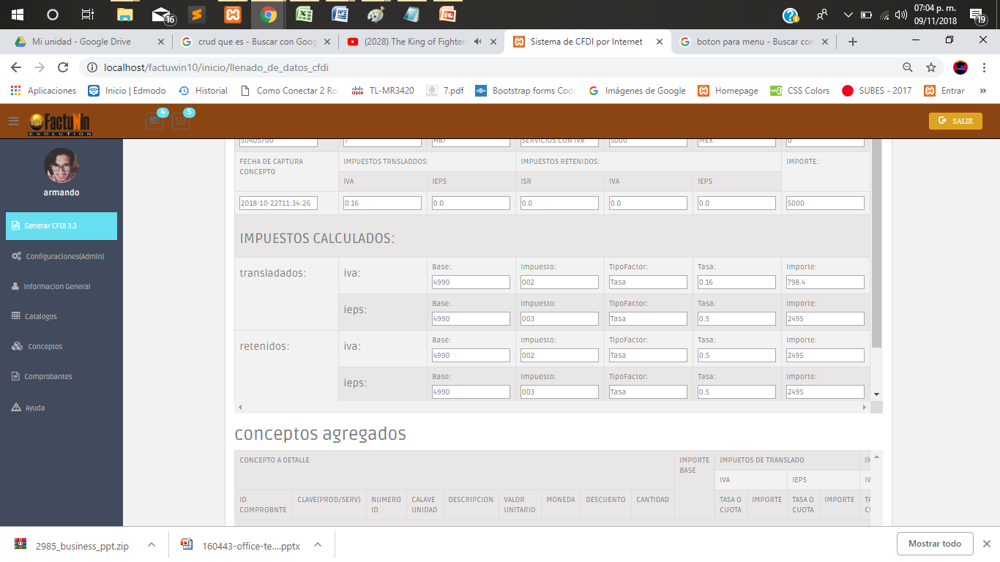 16
07:04 p. m.
09/11/2018
19
Mi unidad - Google Drive
crud que es - Buscar con Goog
(2028) The King of Fighters
Sistema de CFDI por Internet
boton para menu - Buscar con
localhost/factuwin10/inicio/llenado_de_datos_cfdi
Aplicaciones
Inicio | Edmodo
Historial
Como Conectar 2 Rou
TL-MR3420
7.pdf
Bootstrap forms Code
Imágenes de Google
Homepage
CSS Colors
SUBES - 2017
Entrar
»
FactuWin
EVOLUTION
4
5
SALIR
armando
Generar CFDI 3.3
Configuraciones(Admin)
Informacion General
Catalogos
Conceptos
Comprobantes
Ayuda
50405700 7 H87 SERVICIOS CON IVA 5000 MEX 0
FECHA DE CAPTURA
CONCEPTO
IMPUESTOS TRNSLADDOS: IMPUESTOS RETENIDOS: IMPORTE:
IVA IEPS ISR IVA IEPS
2018-10-22T11:34:26 0.16 0.0 0.0 0.0 0.0 5000
IMPUESTOS CALCULADOS:
transladados: iva:
Base: Impuesto: TipoFactor: Tasa: Importe:
4990 002 Tasa 0.16 798.4
ieps:
Base: Impuesto: TipoFactor: Tasa: Importe:
4990 003 Tasa 0.5 2495
retenidos: iva:
Base: Impuesto: TipoFactor: Tasa: Importe:
4990 002 Tasa 0.5 2495
ieps:
Base: Impuesto: TipoFactor: Tasa: Importe:
4990 003 Tasa 0.5 2495
conceptos agregados
CONCEPTO A DETALLE
IMPORTE
BASE
IMPUETOS DE TRANSLADO
IVA IEPS
ID
COMPROBNTE
CLAVE(PROD/SERV)
NUMERO
ID
CALAVE
UNIDAD
DESCRIPCION
VALOR
UNITARIO
MONEDA
DESCUENTO
CANTIDAD
TASA O
CUOTA
IMPORTE
TASA O
CUOTA
IMPORTE
2985_business_ppt.zip
160443-office-te....pptx
Mostrar todo